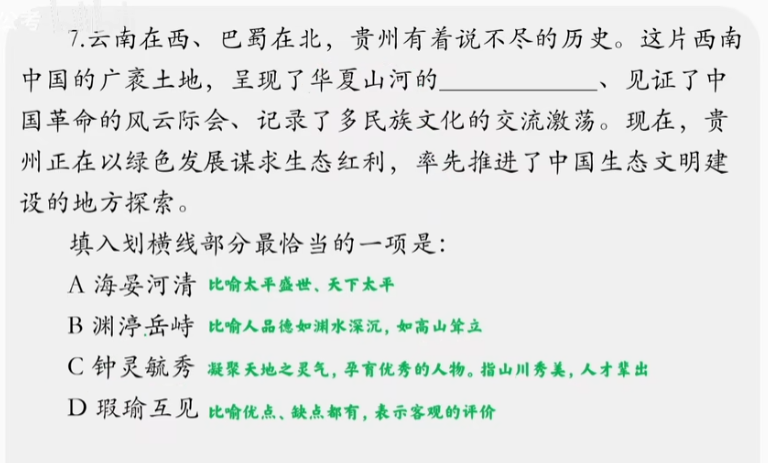 7.云南在西、巴蜀在北，贵州有着说不尽的历史。这片西南
中国的广袤土地，呈现了华夏山河的____________、见证了中
国革命的风云际会、记录了多民族文化的交流激荡。现在，贵
州正在以绿色发展谋求生态红利，率先推进了中国生态文明建
设的地方探索。
填入划横线部分最恰当的一项是：
A 海晏河清 比喻太平盛世、天下太平
B 渊渟岳峙 比喻人品德如渊水深沉，如高山耸立
C 钟灵毓秀 凝聚天地之灵气，孕育优秀的人物。指山川秀美，人才辈出
D 瑕瑜互见 比喻优点、缺点都有，表示客观的评价